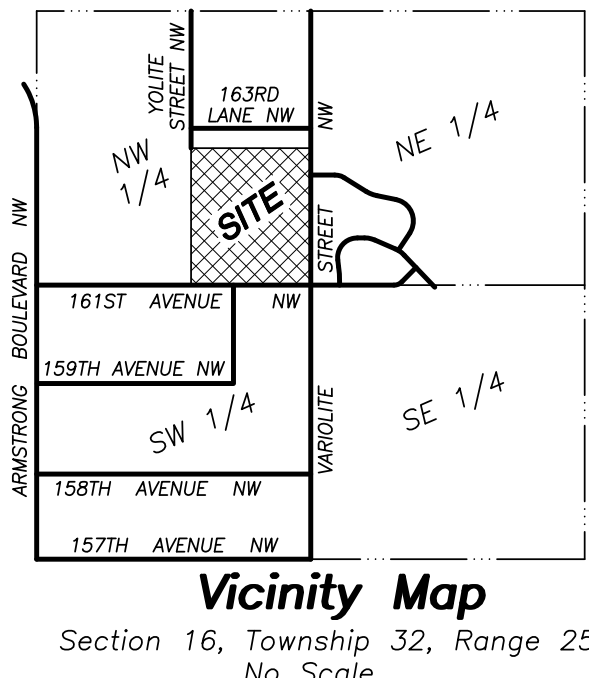 YOLITE
STREET NW
163RD
LANE NW
NW
NE 1/4
NW
1/4
SITE
STREET
ARMSTRONG BOULEVARD NW
161ST AVENUE NW
159TH AVENUE NW
SW 1/4
SE 1/4
VARIOLITE
158TH AVENUE NW
157TH AVENUE NW
Vicinity Map
Section 16, Township 32, Range 25
No Scale